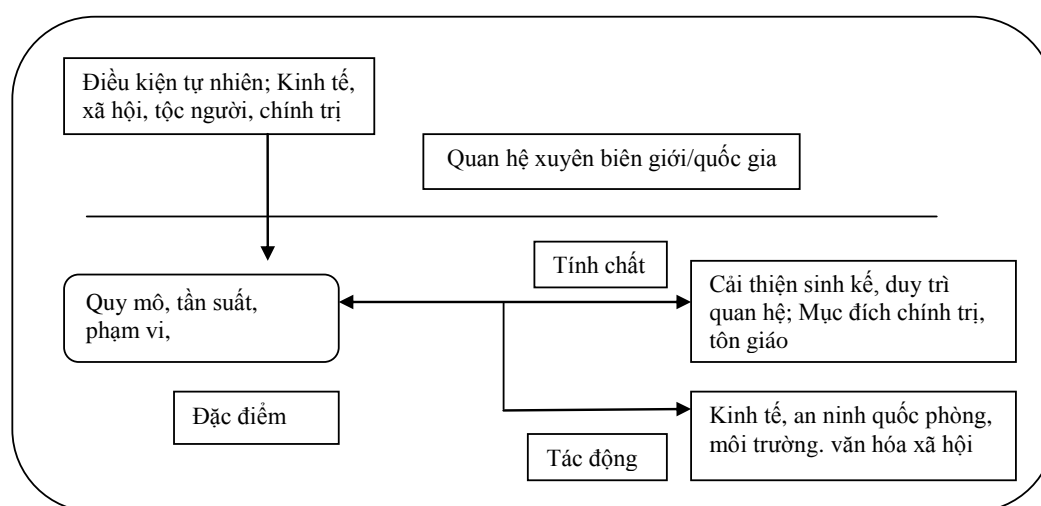 Điều kiện tự nhiên; Kinh tế,
xã hội, tộc người, chính trị
Quan hệ xuyên biên giới/quốc gia
Tính chất
Quy mô, tần suất,
phạm vi,
Cải thiện sinh kế, duy trì
quan hệ; Mục đích chính trị,
tôn giáo
Đặc điểm
Tác động
Kinh tế, an ninh quốc phòng,
môi trường. văn hóa xã hội